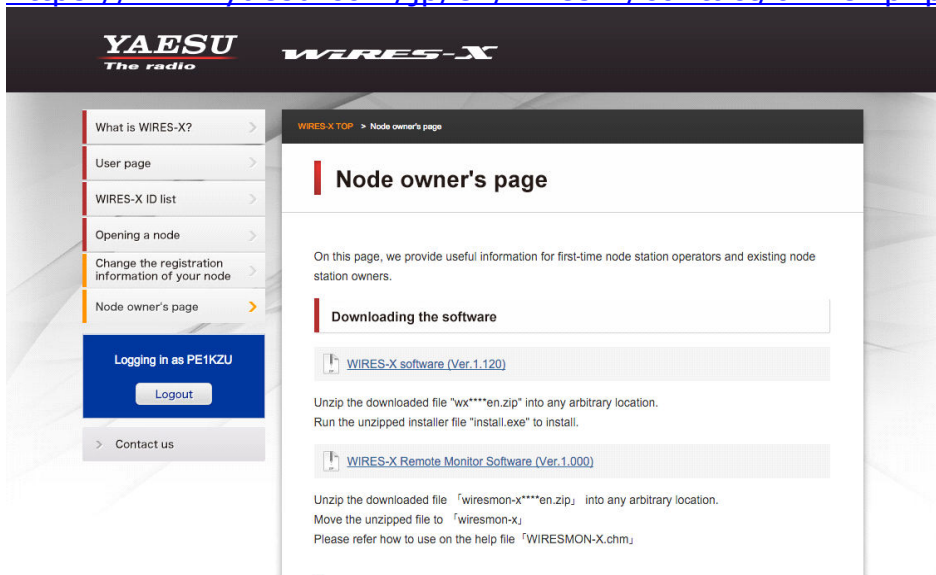 YAESU
The radio
WIRES-X
What is WIRES-X?
User page
WIRES-X ID list
Opening a node
Change the registration
information of your node
Node owner's page
Logging in as PE1KZU
Logout
Contact us
WIRES-X TOP > Node owner's page
Node owner's page
On this page, we provide useful information for first-time node station operators and existing node
station owners.
Downloading the software
WIRES-X software (Ver.1.120)
Unzip the downloaded file "wx****en.zip" into any arbitrary location.
Run the unzipped installer file "install.exe" to install.
WIRES-X Remote Monitor Software (Ver.1.000)
Unzip the downloaded file 「wiresmon-x****en.zip」 into any arbitrary location.
Move the unzipped file to 「wiresmon-x」
Please refer how to use on the help file「WIRESMON-X.chm」